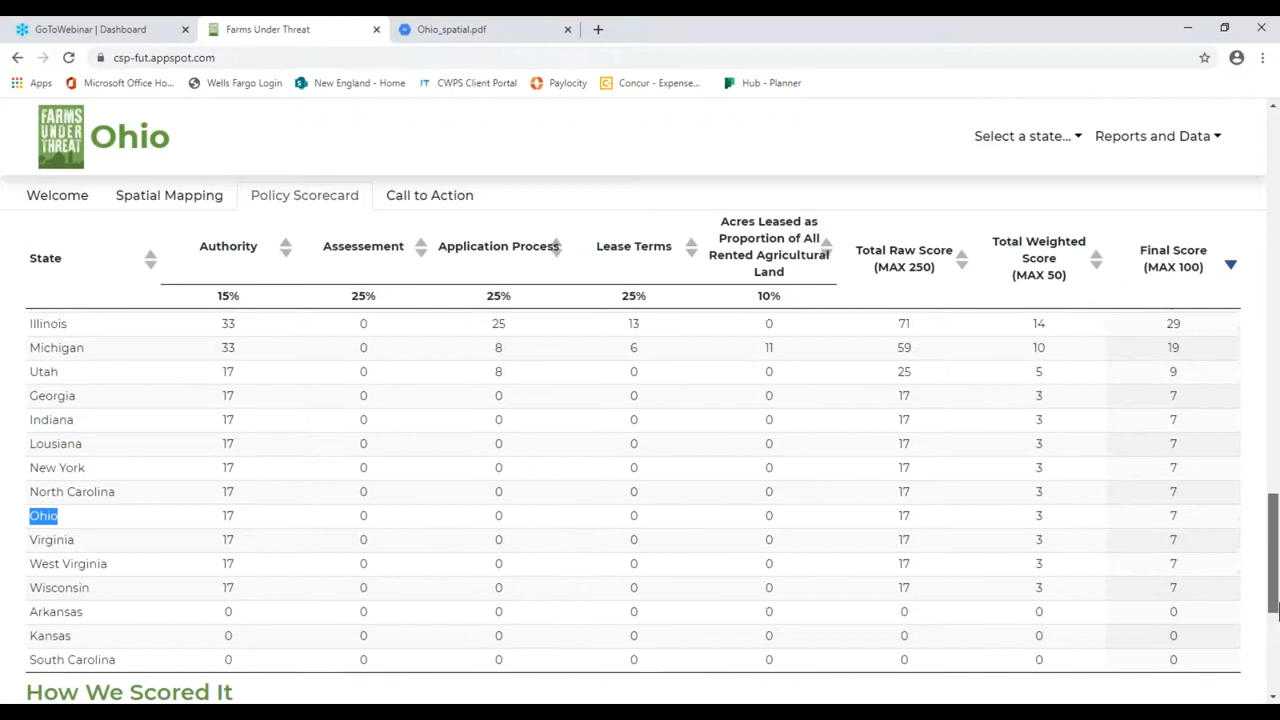 GoToWebinar | Dashboard
Farms Under Threat
Ohio_spatial.pdf
csp-fut.appspot.com
Apps
Microsoft Office Ho...
Wells Fargo Login
New England - Home
CWPS Client Portal
Paylocity
Concur - Expense...
Hub - Planner
FARMS UNDER THREAT
Ohio
Select a state...
Reports and Data
Welcome
Spatial Mapping
Policy Scorecard
Call to Action
State
Authority
Assessement
Application Process
Lease Terms
Acres Leased as
Proportion of All
Rented Agricultural
Land
Total Raw Score
(MAX 250)
Total Weighted
Score
(MAX 50)
Final Score
(MAX 100)
15% 25% 25% 25% 10%
Illinois 33 0 25 13 0 71 14 29
Michigan 33 0 8 6 11 59 10 19
Utah 17 0 8 0 0 25 5 9
Georgia 17 0 0 0 0 17 3 7
Indiana 17 0 0 0 0 17 3 7
Lousiana 17 0 0 0 0 17 3 7
New York 17 0 0 0 0 17 3 7
North Carolina 17 0 0 0 0 17 3 7
Ohio 17 0 0 0 0 17 3 7
Virginia 17 0 0 0 0 17 3 7
West Virginia 17 0 0 0 0 17 3 7
Wisconsin 17 0 0 0 0 17 3 7
Arkansas 0 0 0 0 0 0 0 0
Kansas 0 0 0 0 0 0 0 0
South Carolina 0 0 0 0 0 0 0 0
How We Scored It